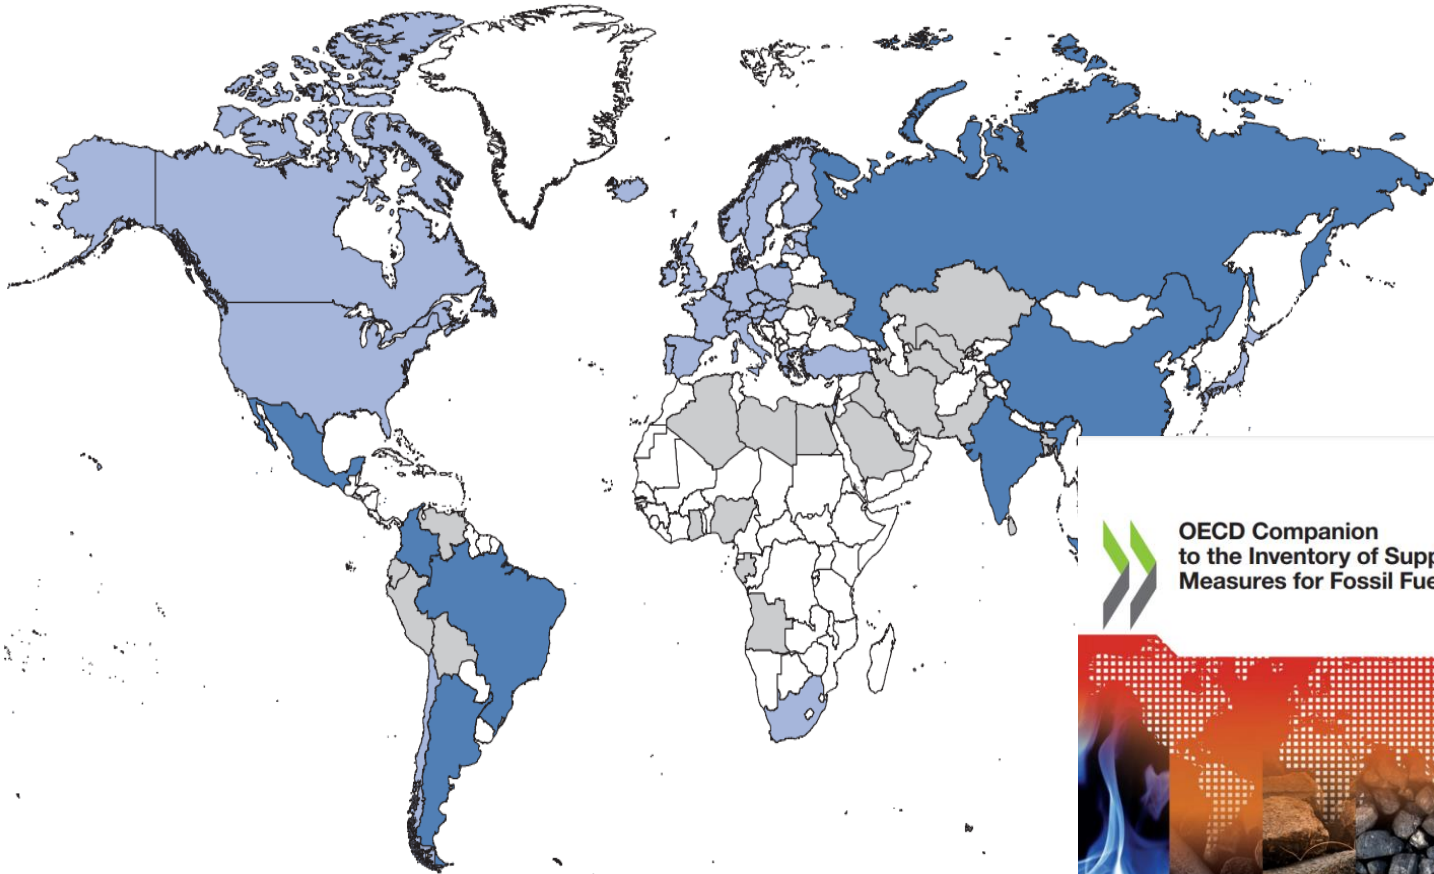 OECD Companion
to the Inventory of Supp
Measures for Fossil Fue